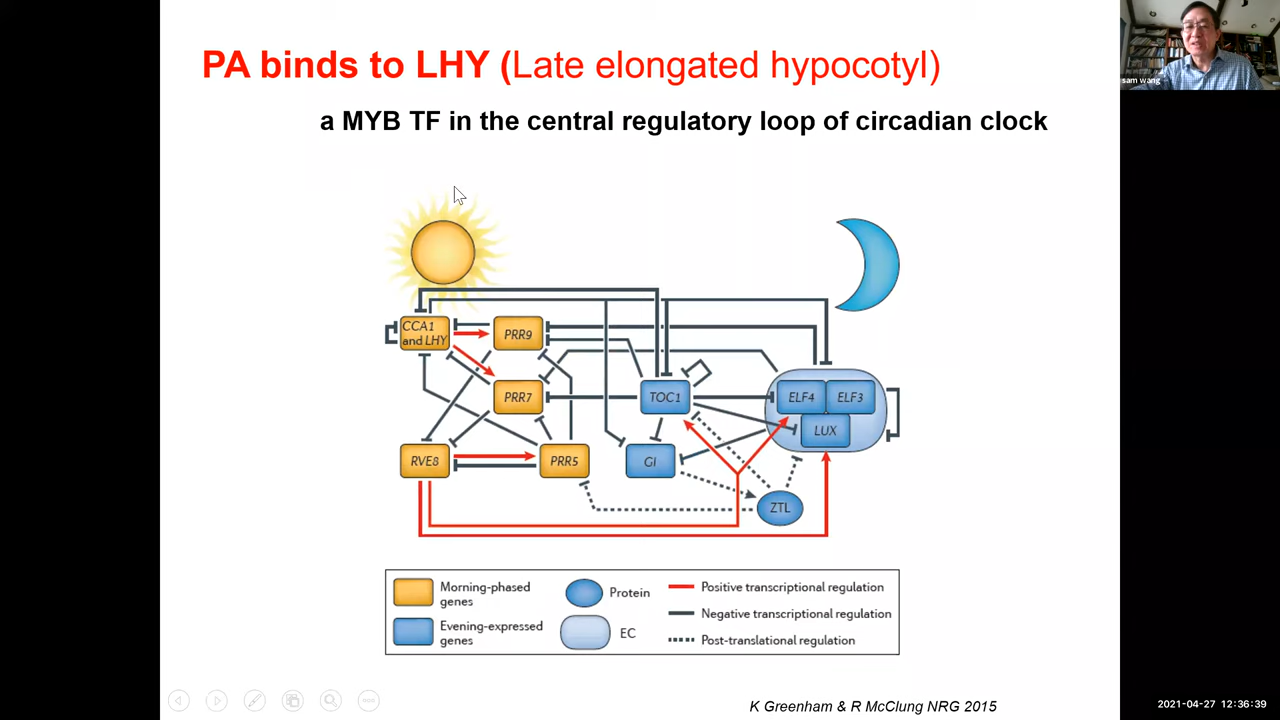 PA binds to LHY (Late elongated hypocotyl)
a MYB TF in the central regulatory loop of circadian clock
sam wang
CCA1
and LHY
PRR9
PRR7
TOC1
ELF4
ELF3
LUX
RVE8
PRR5
GI
ZTL
Morning-phased
genes
Evening-expressed
genes
Protein
EC
Positive transcriptional regulation
Negative transcriptional regulation
Post-translational regulation
K Greenham & R McClung NRG 2015
2021-04-27 12:36:39